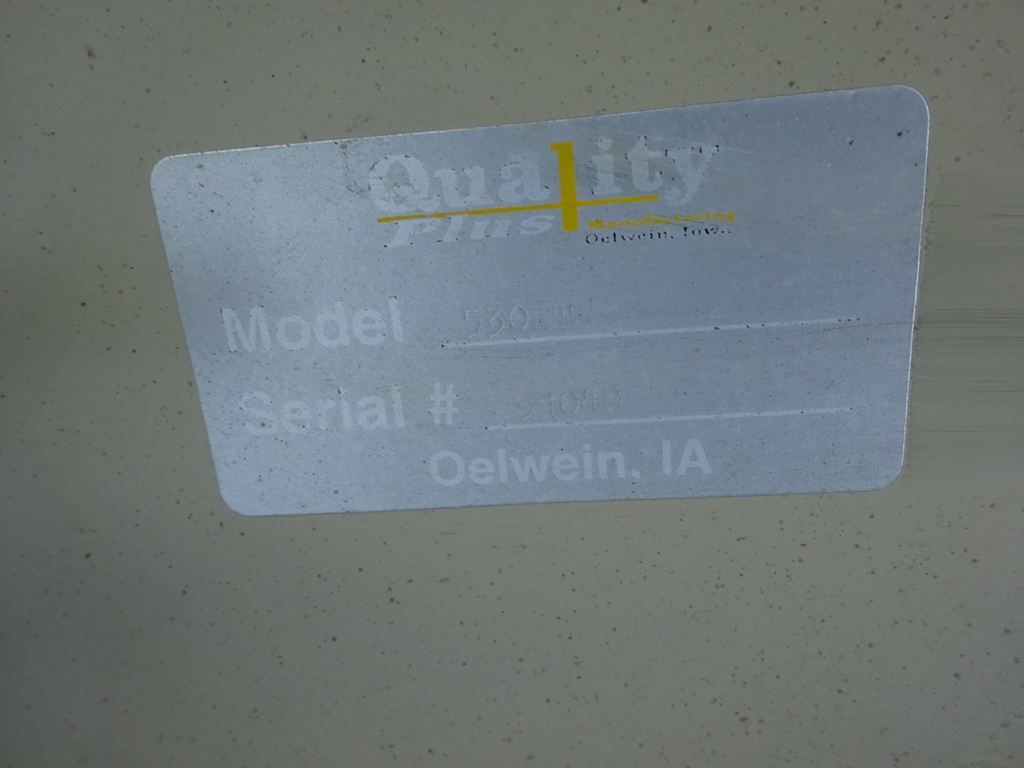 Quality
Plus Manufacturing
Oelwein, Iowa
Model
Serial #
Oelwein, IA